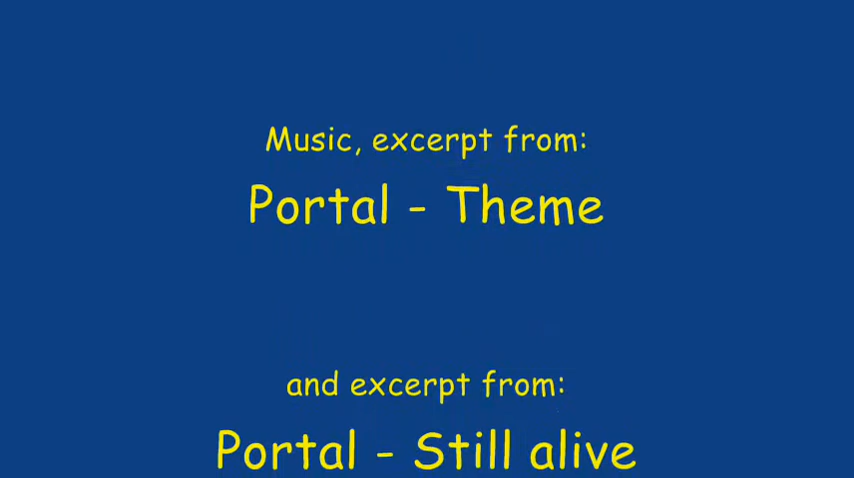 Music, excerpt from:
Portal - Theme
and excerpt from:
Portal - Still alive